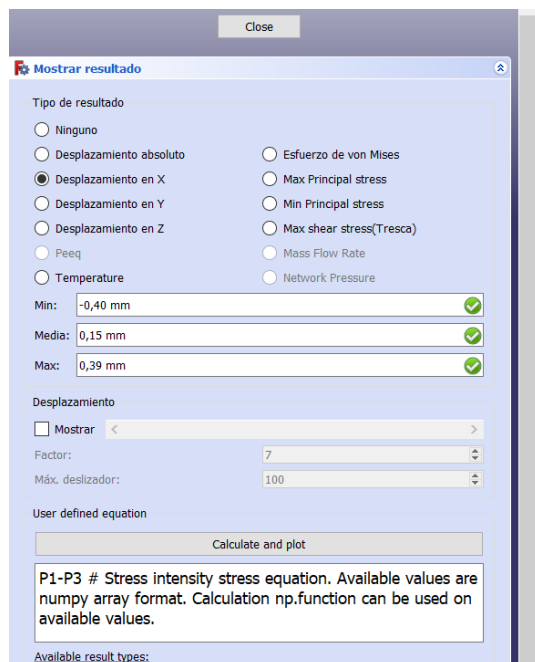 Close
Mostrar resultado
Tipo de resultado
Ninguno
Desplazamiento absoluto
Esfuerzo de von Mises
Desplazamiento en X
Max Principal stress
Desplazamiento en Y
Min Principal stress
Desplazamiento en Z
Max shear stress(Tresca)
Peeq
Mass Flow Rate
Temperature
Network Pressure
Min: -0,40 mm
Media: 0,15 mm
Max: 0,39 mm
Desplazamiento
Mostrar
Factor: 7
Máx. deslizador: 100
User defined equation
Calculate and plot
P1-P3 # Stress intensity stress equation. Available values are
numpy array format. Calculation np.function can be used on
available values.
Available result types: